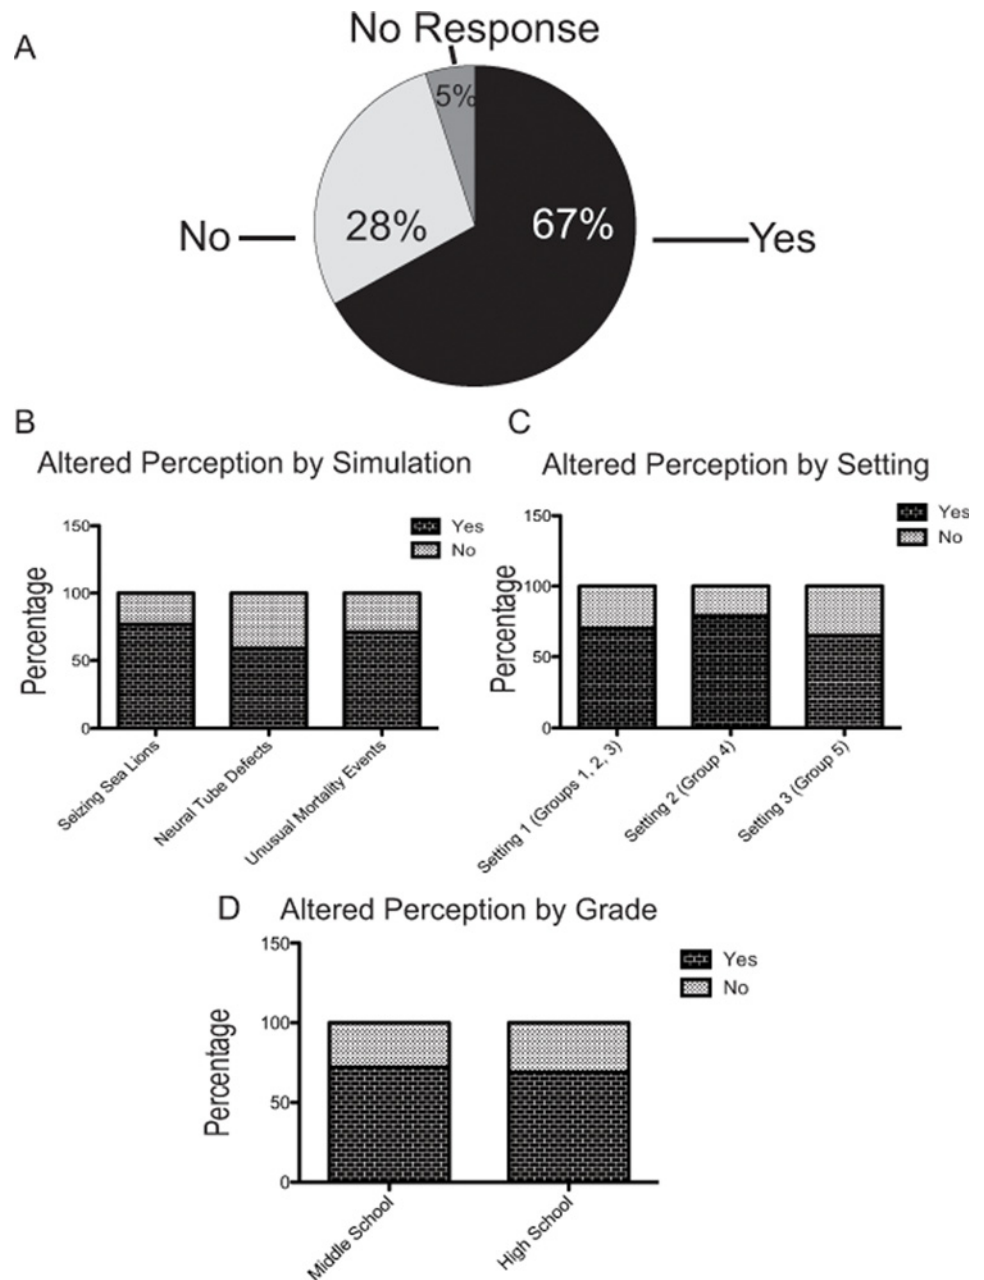 A
No Response
5%
No
28%
67%
Yes
B
Altered Perception by Simulation
Yes
No
Percentage
150
100
50
0
Seizing Sea Lions
Neural Tube Defects
Unusual Mortality Events
C
Altered Perception by Setting
Yes
No
Percentage
150
100
50
0
Setting 1 (Groups 1, 2, 3)
Setting 2 (Group 4)
Setting 3 (Group 5)
D
Altered Perception by Grade
Yes
No
Percentage
150
100
50
0
Middle School
High School